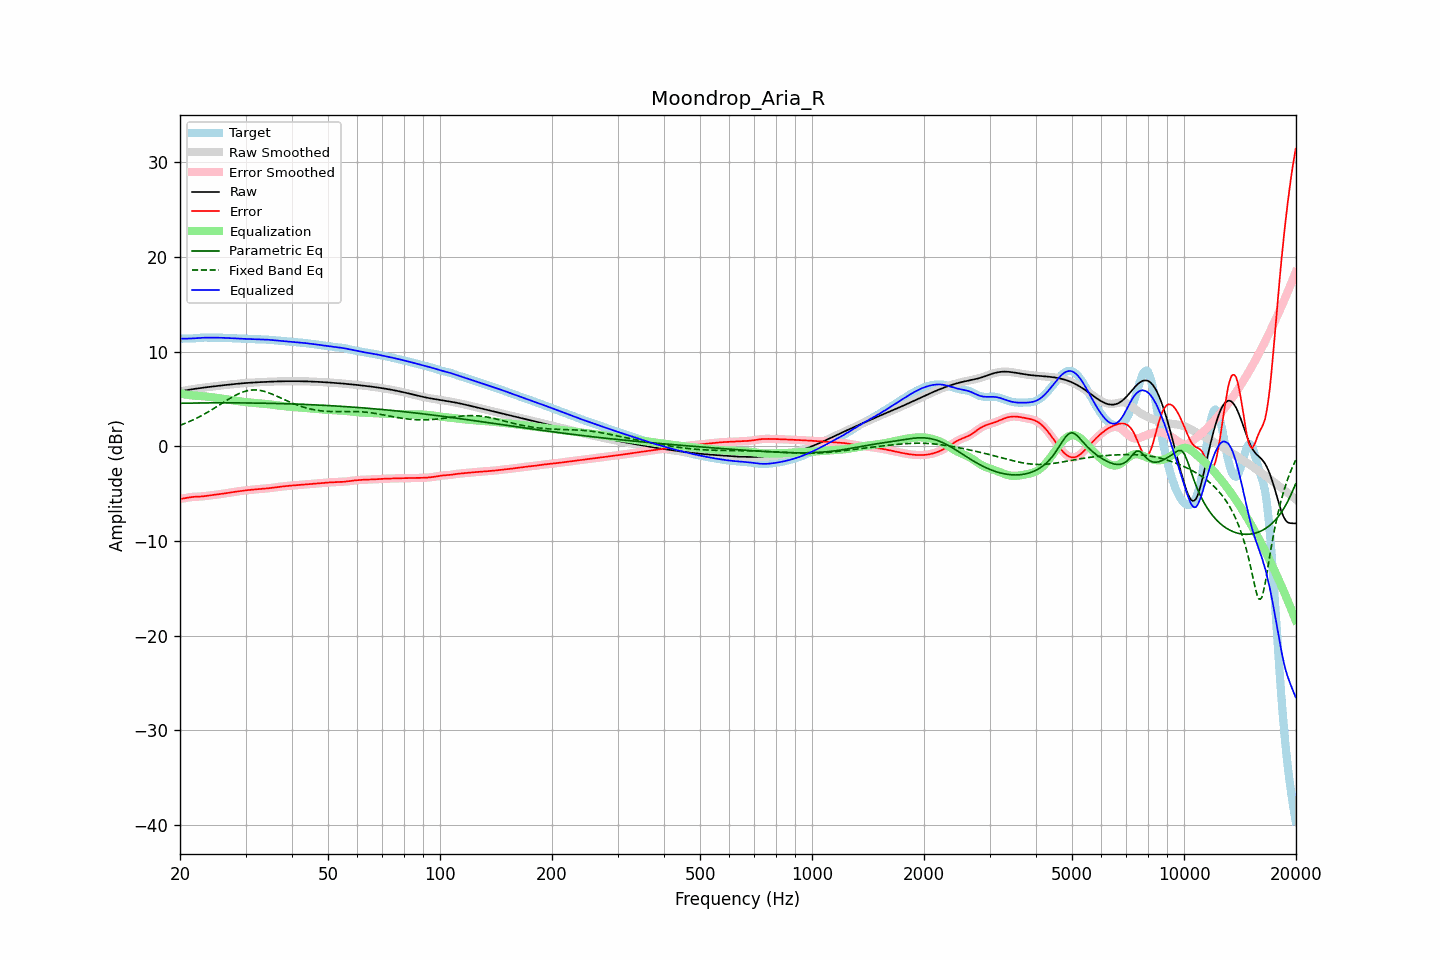 Moondrop_Aria_R
Target
Raw Smoothed
Error Smoothed
Raw
Error
Equalization
Parametric Eq
Fixed Band Eq
Equalized
30
20
10
0
−10
−20
−30
−40
Amplitude (dBr)
20
50
100
200
500
1000
2000
5000
10000
20000
Frequency (Hz)